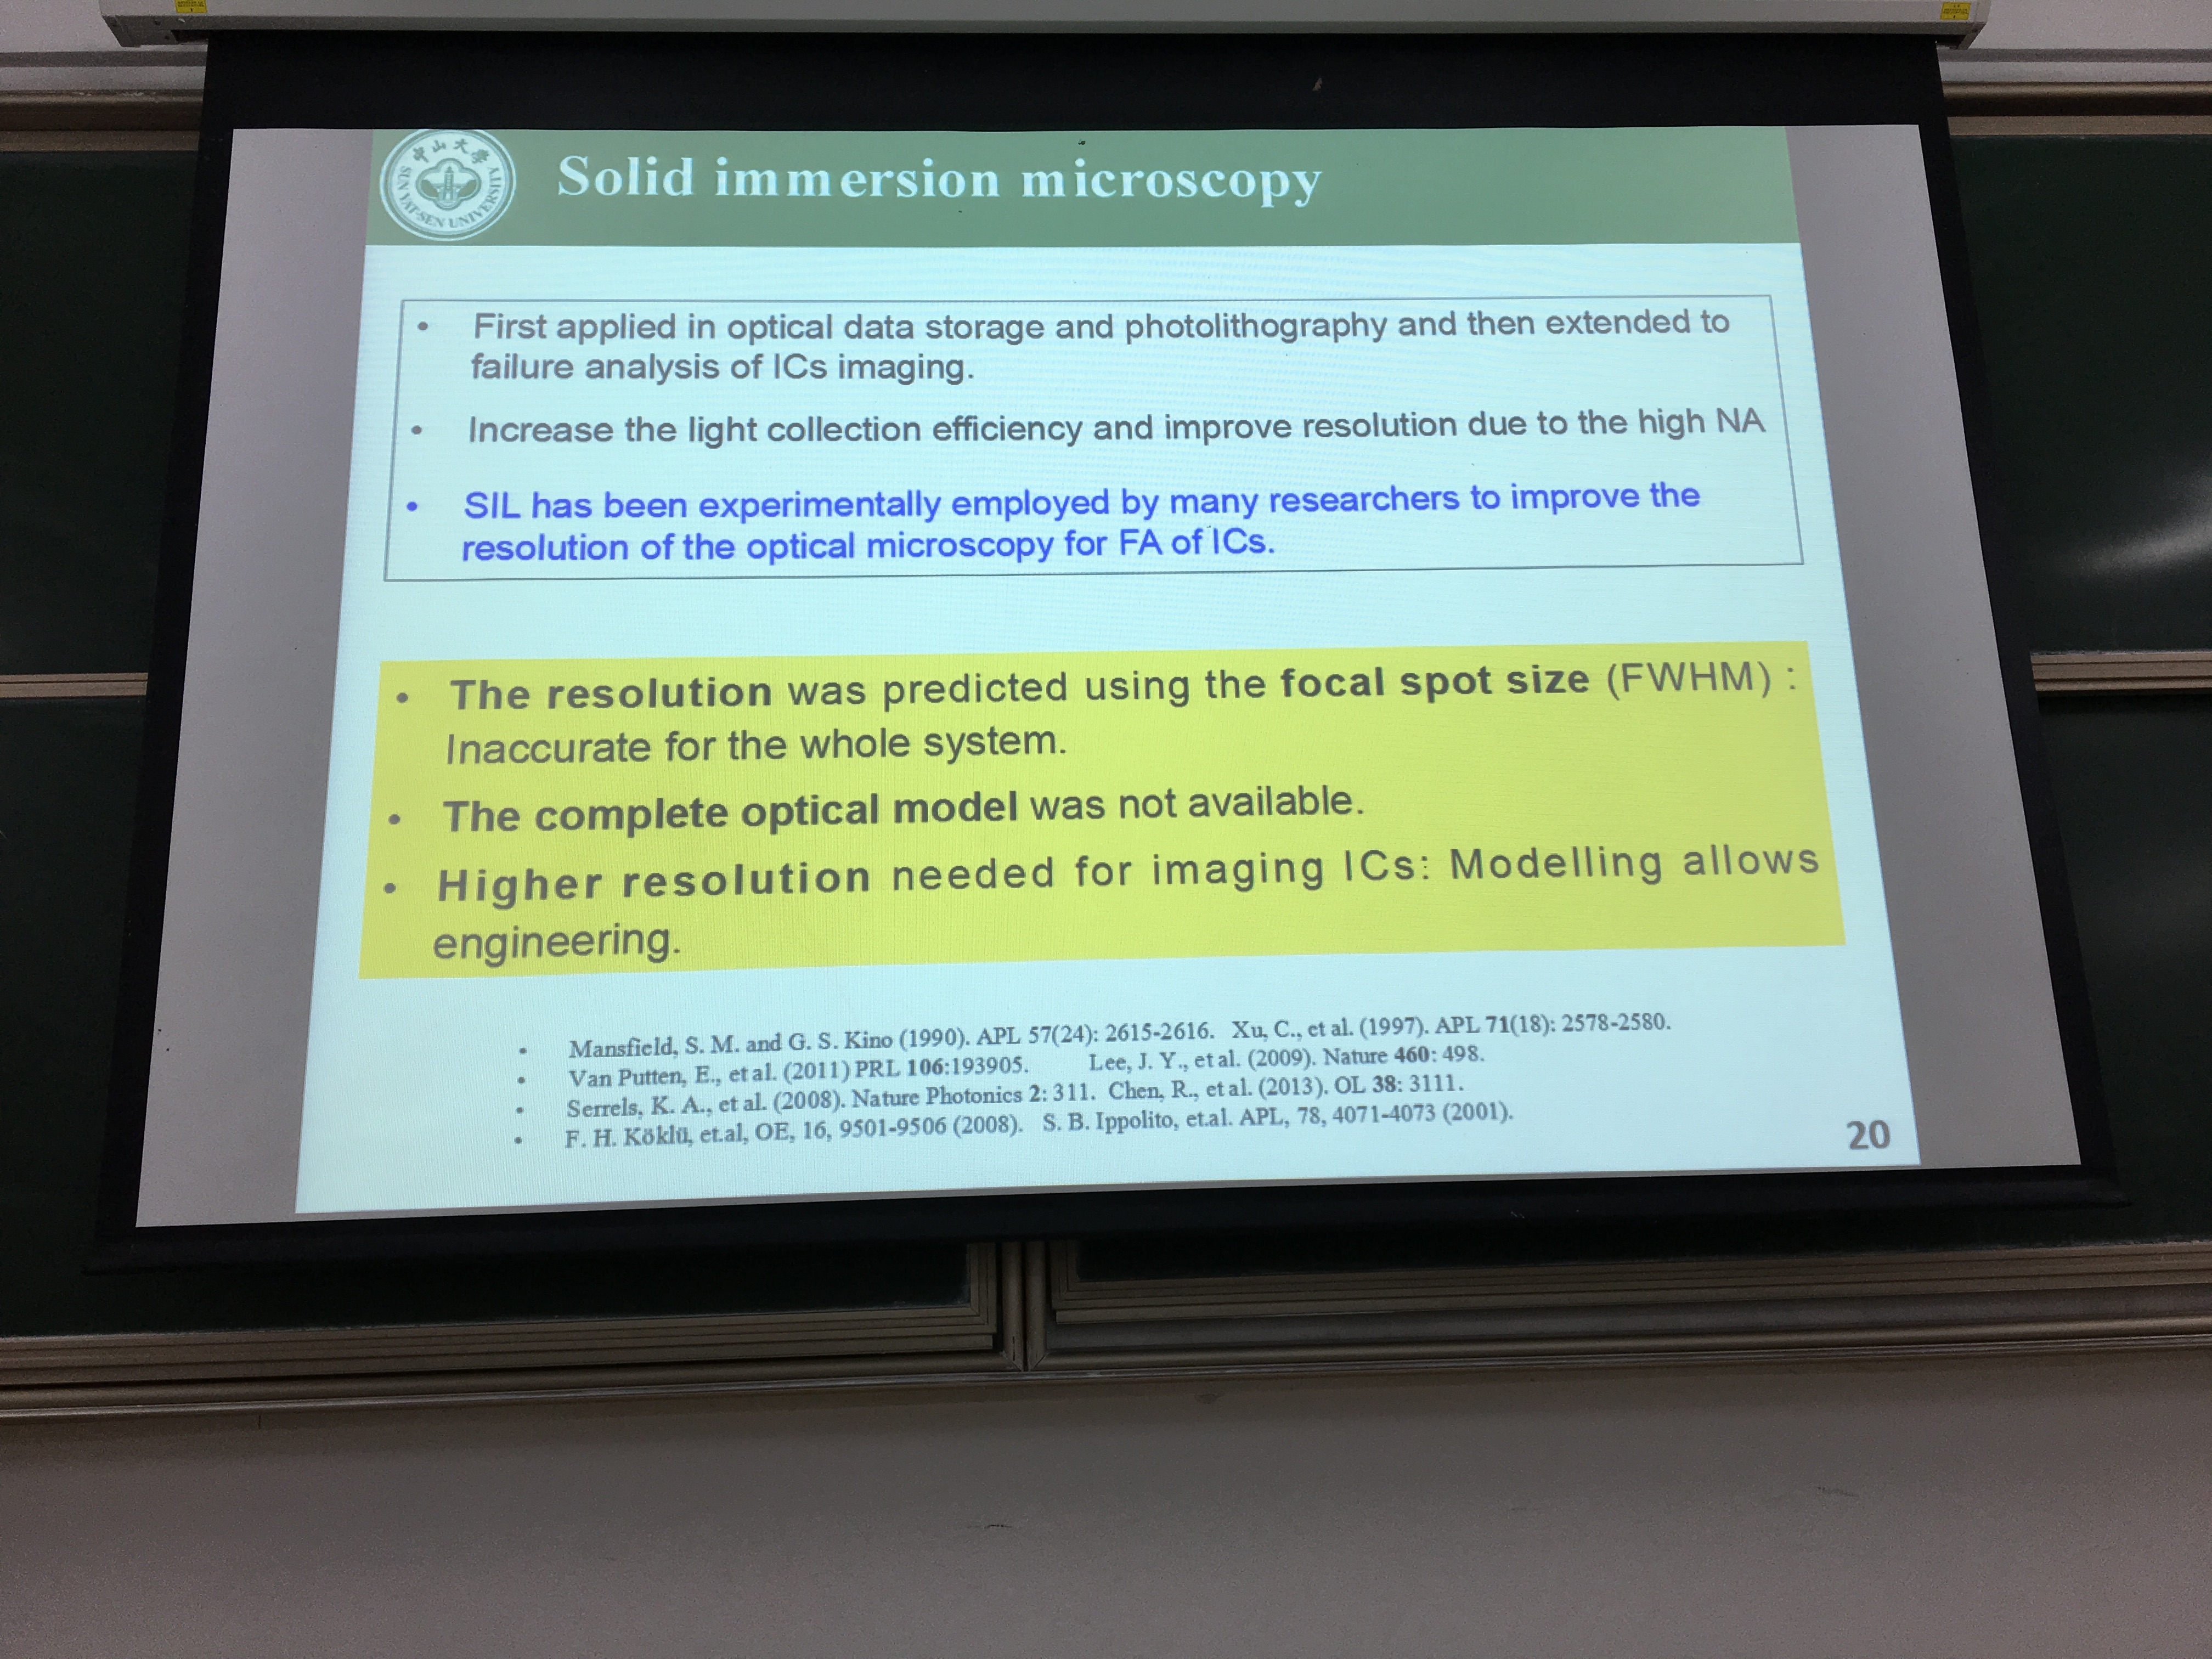 中山大学
SUN YAT-SEN UNIVERSITY
Solid immersion microscopy
• First applied in optical data storage and photolithography and then extended to
failure analysis of ICs imaging.
• Increase the light collection efficiency and improve resolution due to the high NA
• SIL has been experimentally employed by many researchers to improve the
resolution of the optical microscopy for FA of ICs.
• The resolution was predicted using the focal spot size (FWHM) :
Inaccurate for the whole system.
• The complete optical model was not available.
• Higher resolution needed for imaging ICs: Modelling allows
engineering.
• Mansfield, S. M. and G. S. Kino (1990). APL 57(24): 2615-2616. Xu, C., et al. (1997). APL 71(18): 2578-2580.
• Van Putten, E., et al. (2011) PRL 106:193905. Lee, J. Y., et al. (2009). Nature 460: 498.
• Serrels, K. A., et al. (2008). Nature Photonics 2: 311. Chen, R., et al. (2013). OL 38: 3111.
• F. H. Köklü, et.al, OE, 16, 9501-9506 (2008). S. B. Ippolito, et.al. APL, 78, 4071-4073 (2001).
20